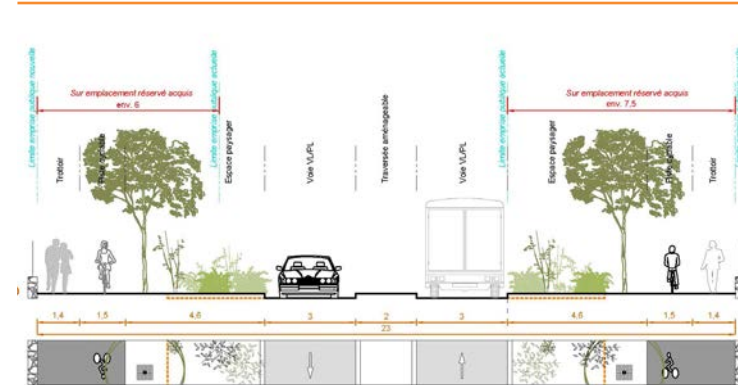 Limite emprise publique nouvelle
Sur emplacement réservé acquis
env. 6
Limite emprise publique actuelle
Limite emprise publique actuelle
Sur emplacement réservé acquis
env. 7,5
Trottoir
Piste cyclable
Espace paysager
Voie VL/PL
Traversée aménageable
Voie VL/PL
Espace paysager
Piste cyclable
Trottoir
1,4 1,5 4,6 3 2 3 4,6 1,5 1,4
23